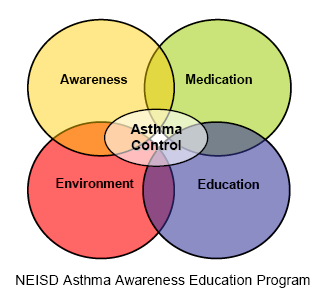 Awareness
Medication
Asthma
Control
Environment
Education
NEISD Asthma Awareness Education Program